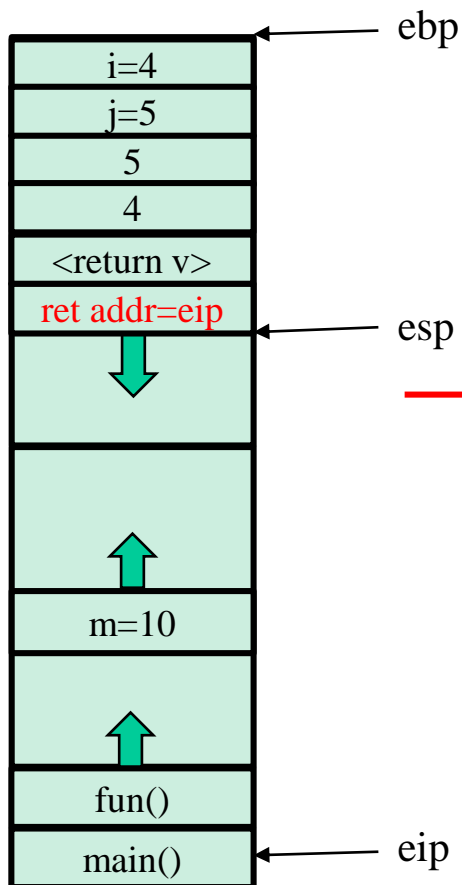 ebp
i=4
j=5
5
4
<return v>
ret addr=eip
esp
m=10
fun()
main()
eip